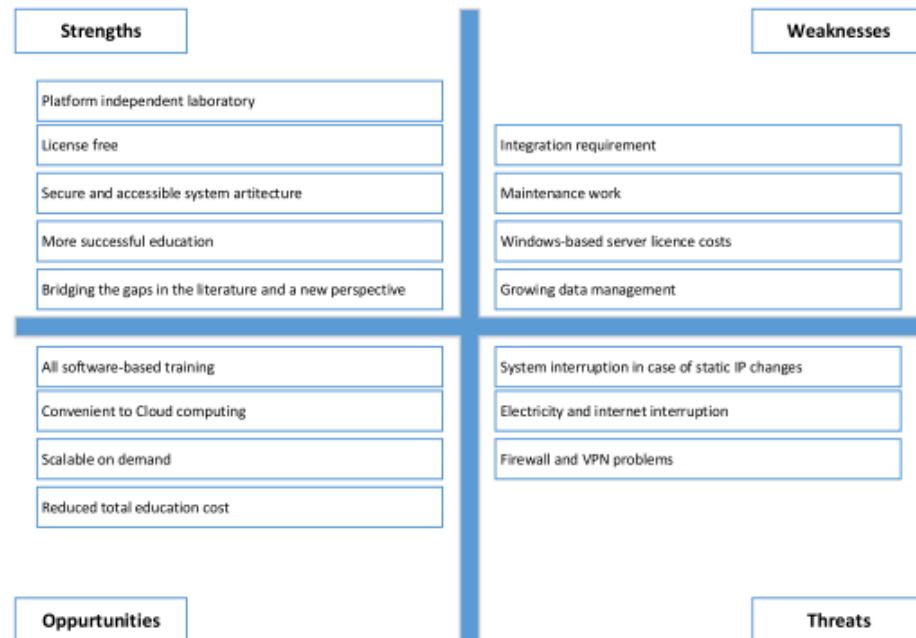 Strengths
Weaknesses
Platform independent laboratory
License free
Secure and accessible system artitecture
More successful education
Bridging the gaps in the literature and a new perspective
Integration requirement
Maintenance work
Windows-based server licence costs
Growing data management
All software-based training
Convenient to Cloud computing
Scalable on demand
Reduced total education cost
System interruption in case of static IP changes
Electricity and internet interruption
Firewall and VPN problems
Oppurtunities
Threats